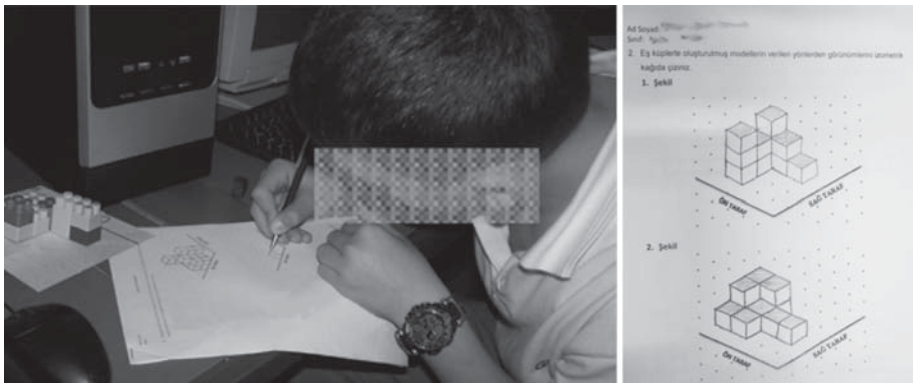 Ad Soyad:
Sınıf:
2. Eş küplerle oluşturulmuş modellerin verilen yönlerden görünümlerini izometrik
kağıda çiziniz.
1. Şekil
ÖN TARAF
SAĞ TARAF
2. Şekil
ÖN TARAF
SAĞ TARAF